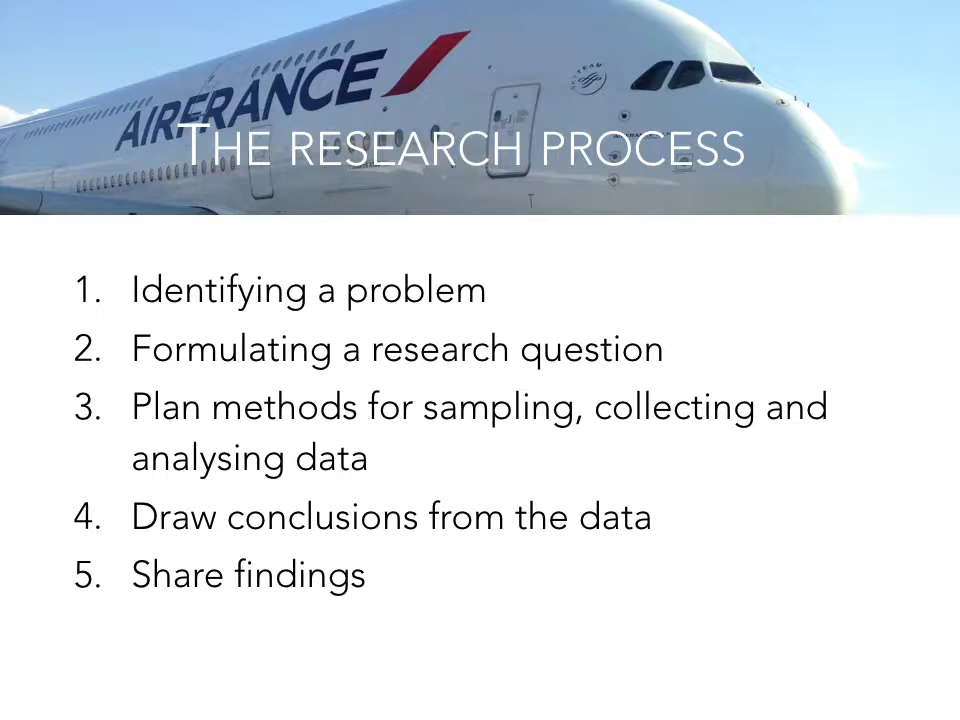 AIRFRANCE
SKYTEAM
THE RESEARCH PROCESS
1. Identifying a problem
2. Formulating a research question
3. Plan methods for sampling, collecting and
analysing data
4. Draw conclusions from the data
5. Share findings